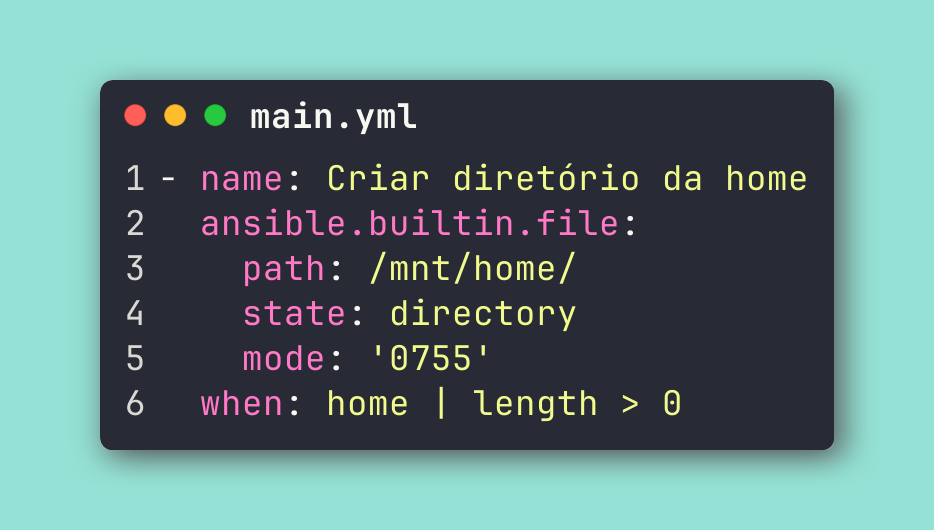 main.yml
1 - name: Criar diretório da home
2   ansible.builtin.file:
3     path: /mnt/home/
4     state: directory
5     mode: '0755'
6   when: home | length > 0